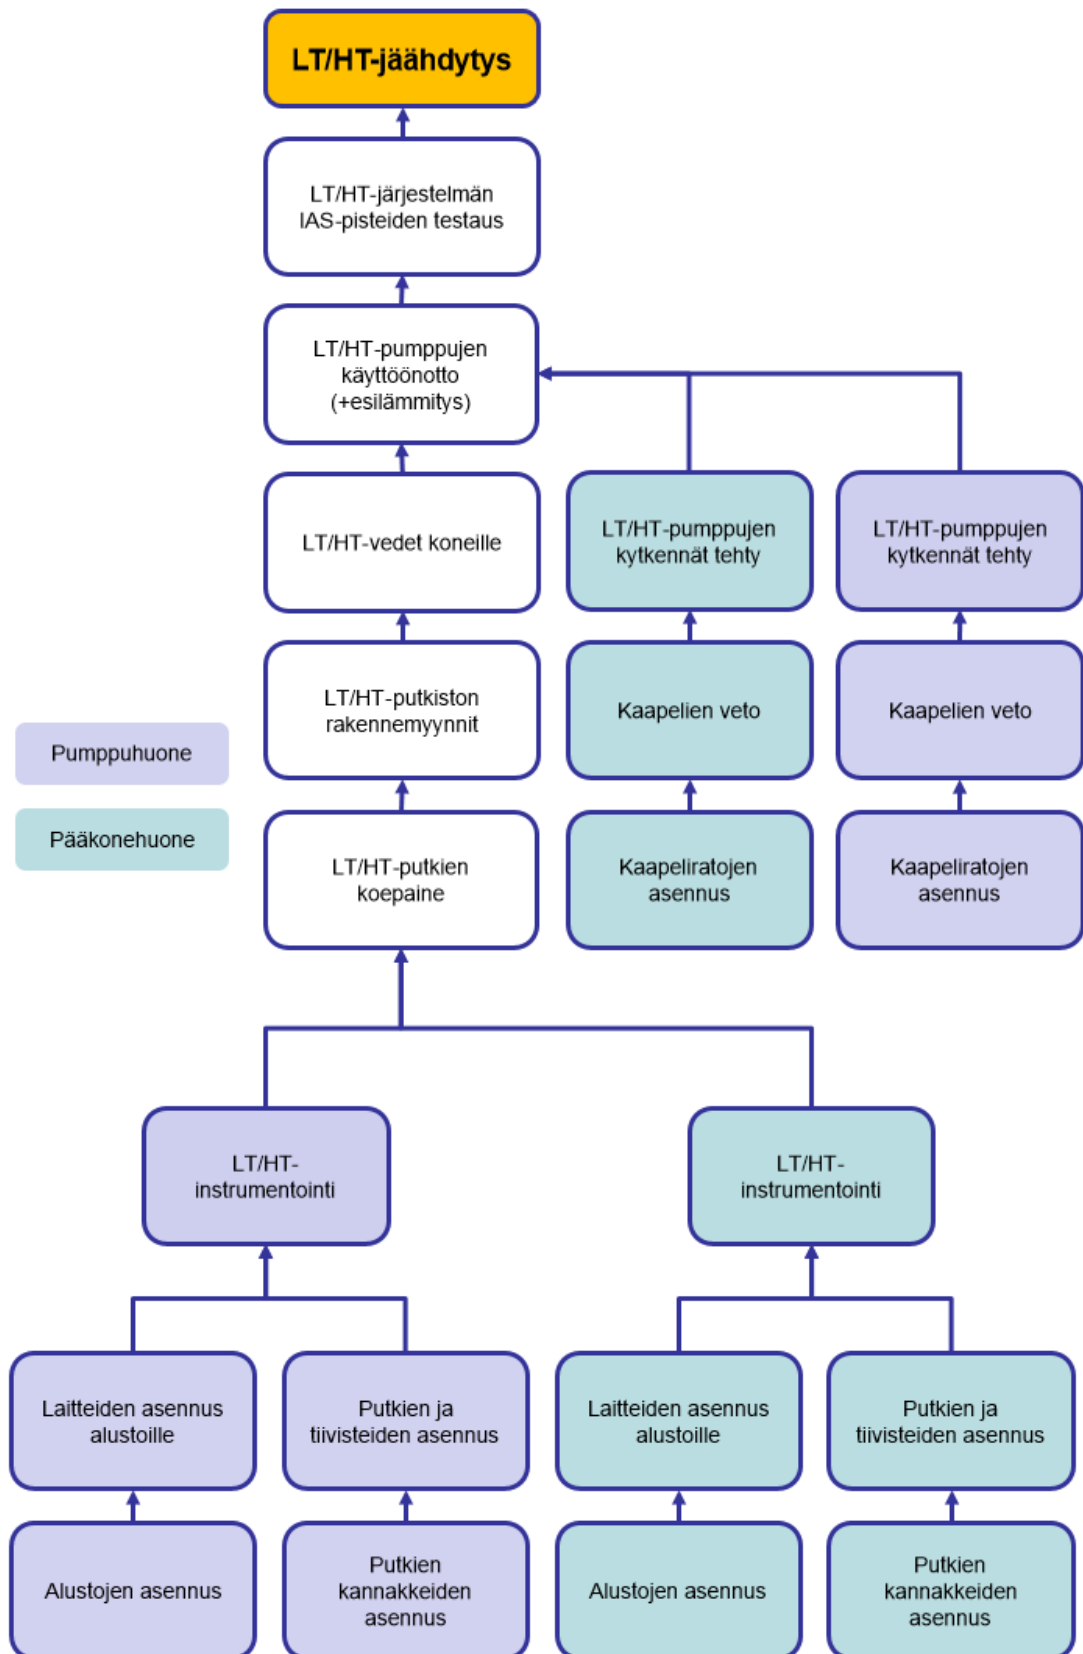 LT/HT-jäähdytys
LT/HT-järjestelmän
IAS-pisteiden testaus
LT/HT-pumppujen
käyttöönotto
(+esilämmitys)
LT/HT-vedet koneille
LT/HT-pumppujen
kytkennät tehty
LT/HT-pumppujen
kytkennät tehty
LT/HT-putkiston
rakennemyynnit
Kaapelien veto
Kaapelien veto
Pumppuhuone
Pääkonehuone
LT/HT-putkien
koepaine
Kaapeliratojen
asennus
Kaapeliratojen
asennus
LT/HT-
instrumentointi
LT/HT-
instrumentointi
Laitteiden asennus
alustoille
Putkien ja
tiivisteiden asennus
Laitteiden asennus
alustoille
Putkien ja
tiivisteiden asennus
Alustojen asennus
Putkien
kannakkeiden
asennus
Alustojen asennus
Putkien
kannakkeiden
asennus